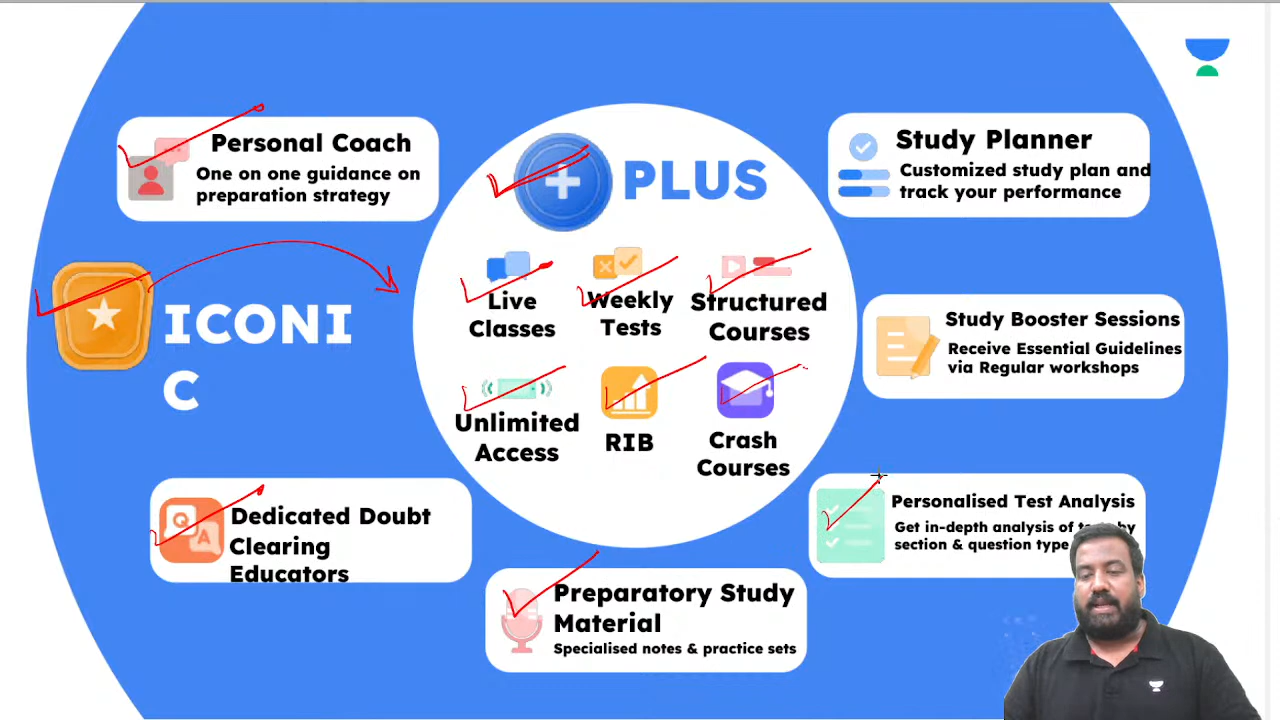 Personal Coach
One on one guidance on
preparation strategy
ICONI
C
Dedicated Doubt
Clearing
Educators
PLUS
Live
Classes
Weekly
Tests
Structured
Courses
Unlimited
Access
RIB
Crash
Courses
Preparatory Study
Material
Specialised notes & practice sets
Study Planner
Customized study plan and
track your performance
Study Booster Sessions
Receive Essential Guidelines
via Regular workshops
Personalised Test Analysis
Get in-depth analysis of by
section & question type
Q
A